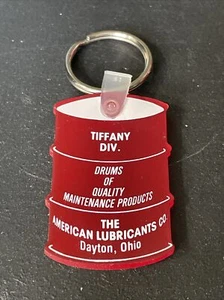 TIFFANY
DIV.
DRUMS
OF
QUALITY
MAINTENANCE PRODUCTS
THE
AMERICAN LUBRICANTS CO.
Dayton, Ohio